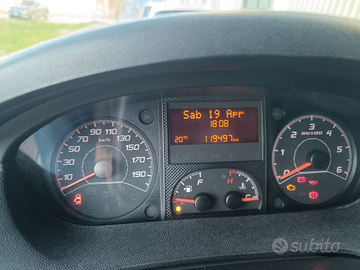 Sab 19 Apr
18:08
20°C 119497km
10 30 50 70 90 110 130 150 170 190
km/h
0 1 2 3 4 5 6
RPM X 1000
F
H
subito